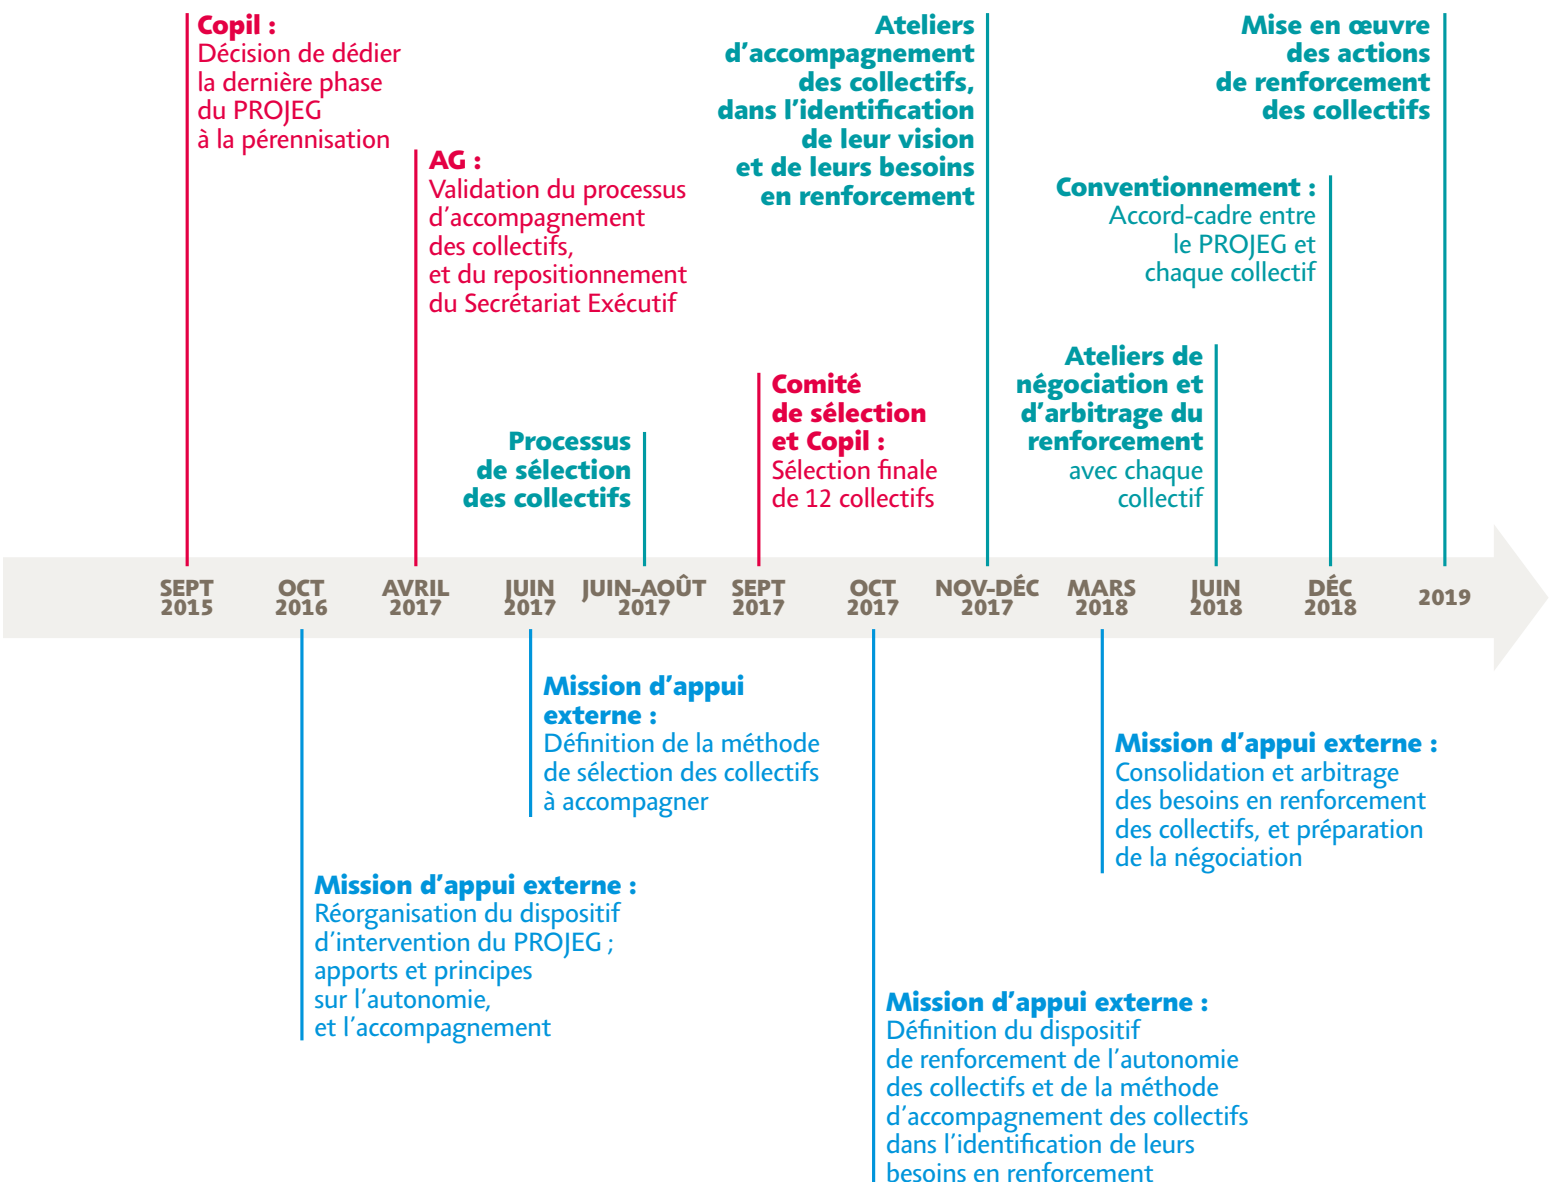 Copil :
Décision de dédier
la dernière phase
du PROJEG
à la pérennisation
AG :
Validation du processus
d’accompagnement
des collectifs,
et du repositionnement
du Secrétariat Exécutif
Processus
de sélection
des collectifs
Comité
de sélection
et Copil :
Sélection finale
de 12 collectifs
Ateliers
d’accompagnement
des collectifs,
dans l’identification
de leur vision
et de leurs besoins
en renforcement
Ateliers de
négociation et
d’arbitrage du
renforcement
avec chaque
collectif
Conventionnement :
Accord-cadre entre
le PROJEG et
chaque collectif
Mise en œuvre
des actions
de renforcement
des collectifs
SEPT
2015
OCT
2016
AVRIL
2017
JUIN
2017
JUIN-AOÛT
2017
SEPT
2017
OCT
2017
NOV-DÉC
2017
MARS
2018
JUIN
2018
DÉC
2018
2019
Mission d’appui externe :
Réorganisation du dispositif
d’intervention du PROJEG ;
apports et principes
sur l’autonomie,
et l’accompagnement
Mission d’appui
externe :
Définition de la méthode
de sélection des collectifs
à accompagner
Mission d’appui externe :
Définition du dispositif
de renforcement de l’autonomie
des collectifs et de la méthode
d’accompagnement des collectifs
dans l’identification de leurs
besoins en renforcement
Mission d’appui externe :
Consolidation et arbitrage
des besoins en renforcement
des collectifs, et préparation
de la négociation